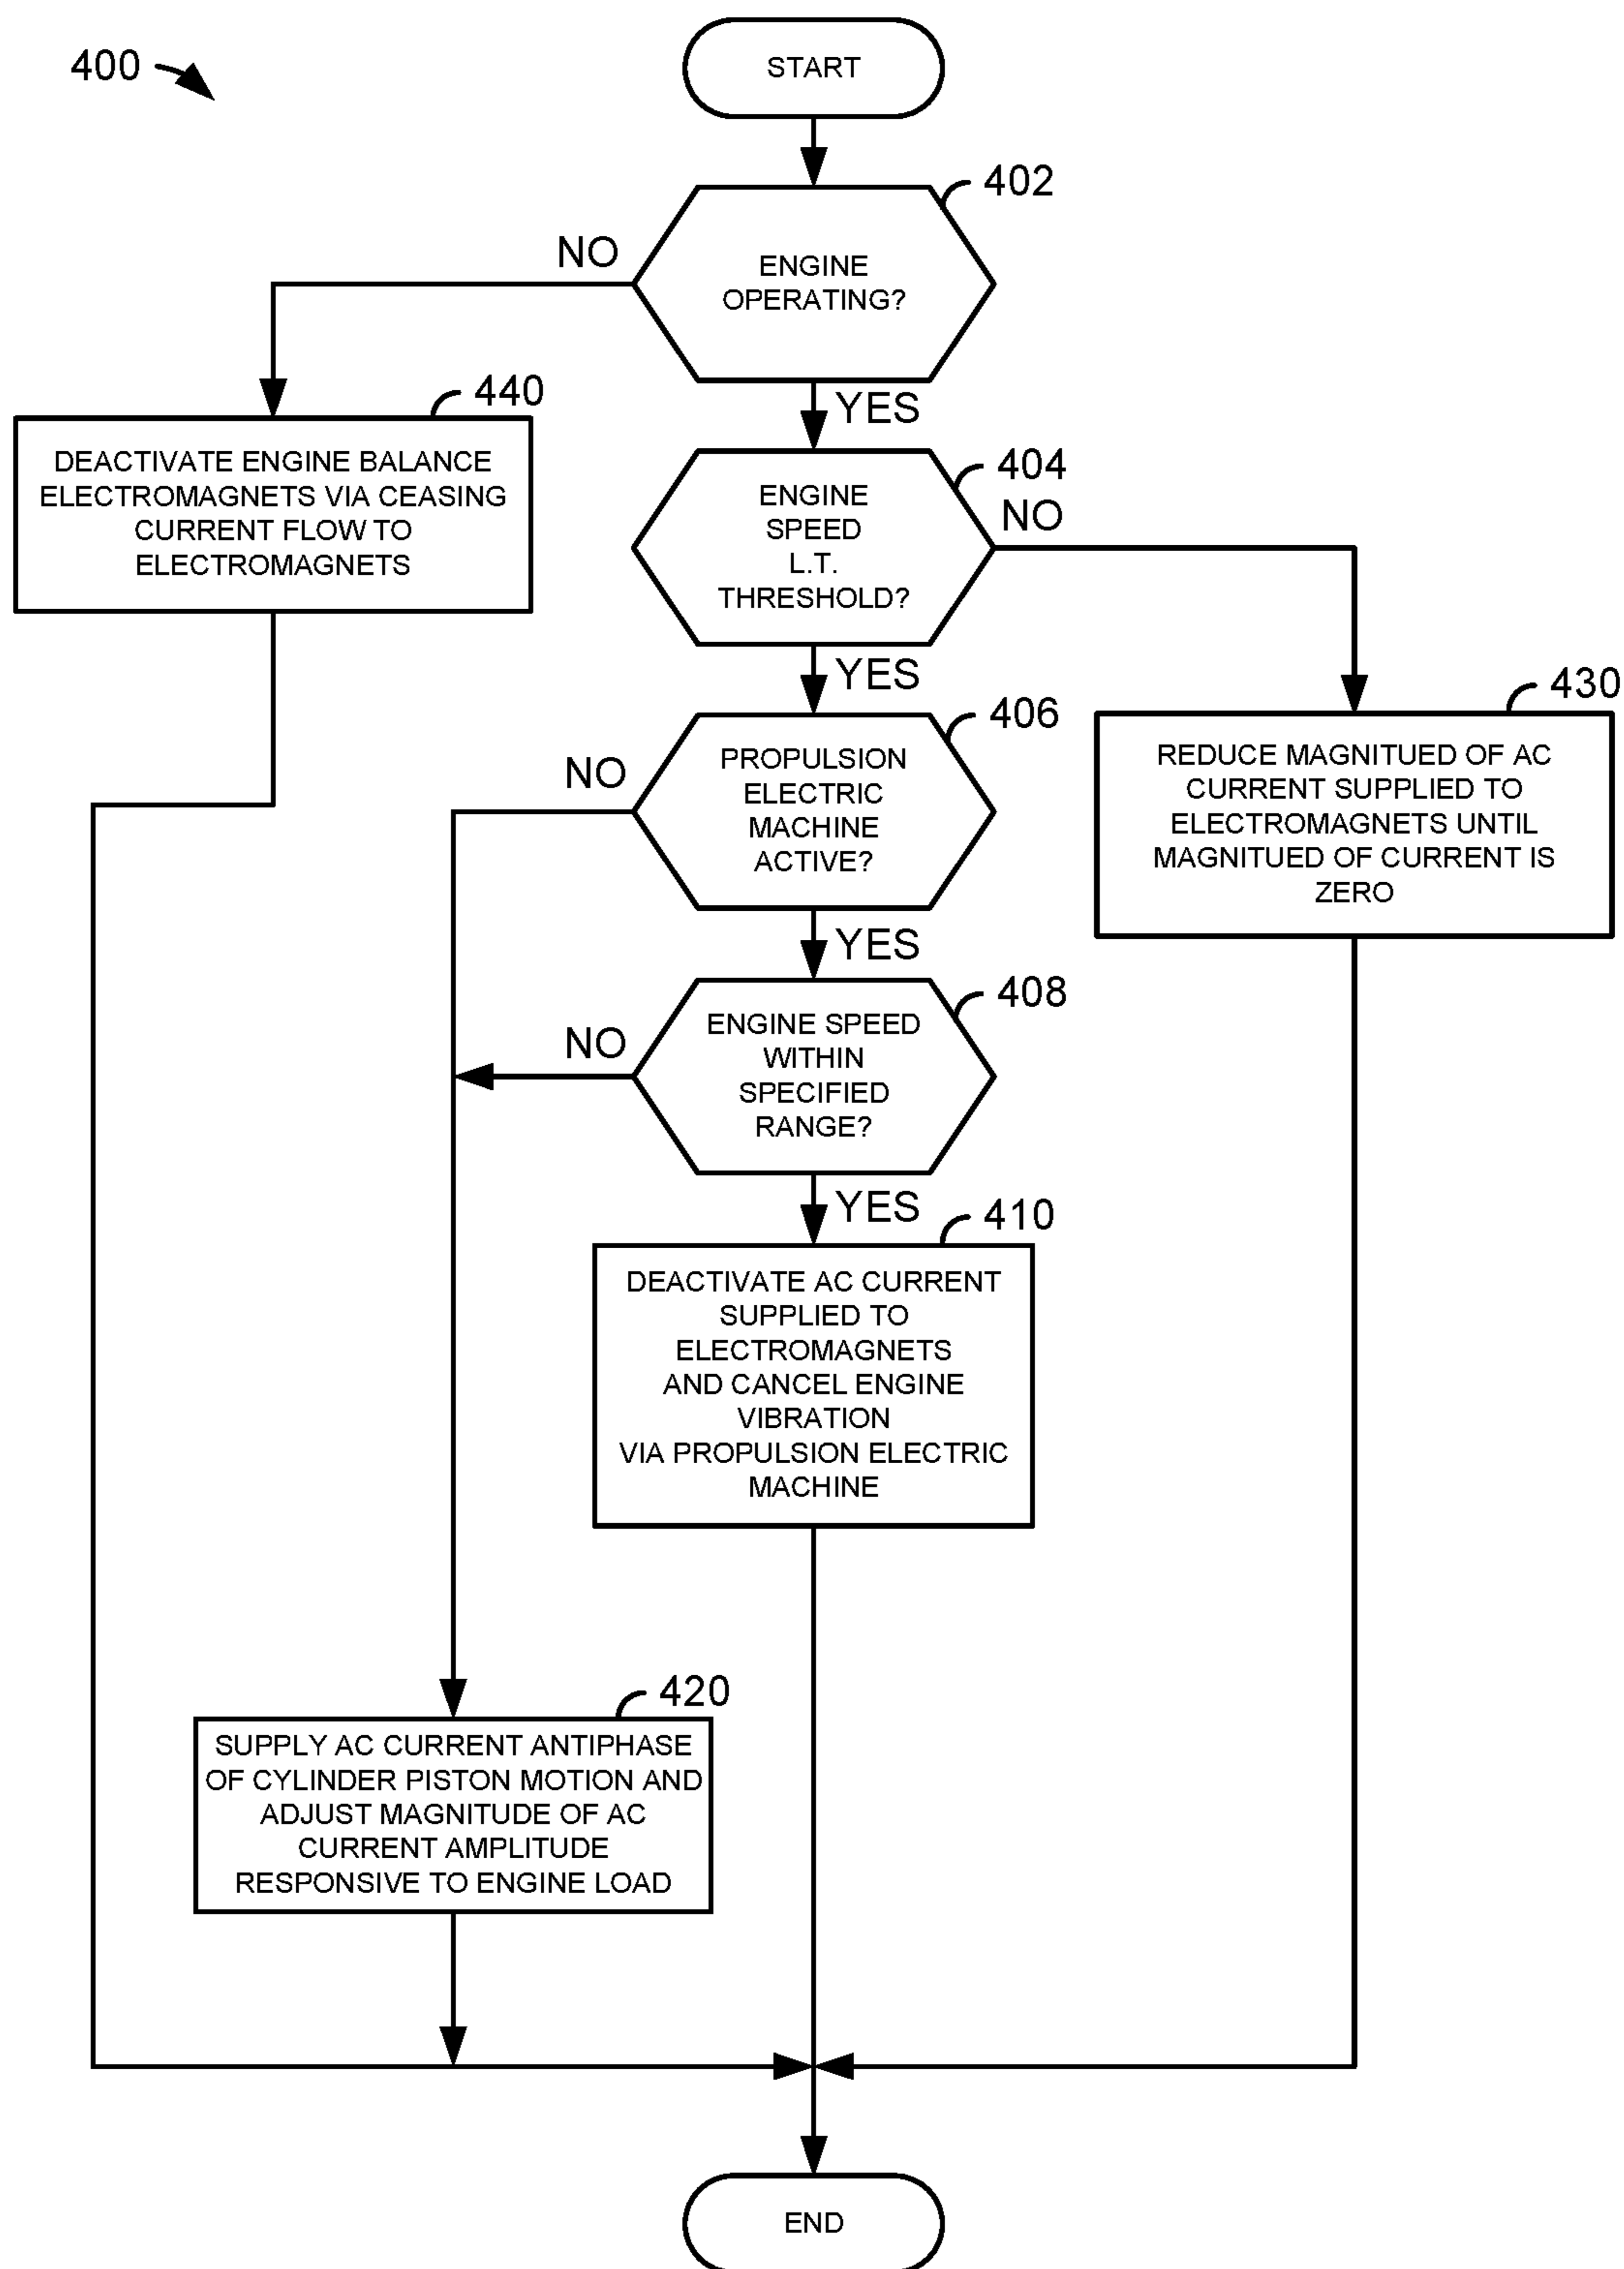 400
START
402
NO
ENGINE
OPERATING?
440
YES
DEACTIVATE ENGINE BALANCE
ELECTROMAGNETS VIA CEASING
CURRENT FLOW TO
ELECTROMAGNETS
404
NO
ENGINE
SPEED
L.T.
THRESHOLD?
YES
430
REDUCE MAGNITUED OF AC
CURRENT SUPPLIED TO
ELECTROMAGNETS UNTIL
MAGNITUED OF CURRENT IS
ZERO
406
NO
PROPULSION
ELECTRIC
MACHINE
ACTIVE?
YES
408
NO
ENGINE SPEED
WITHIN
SPECIFIED
RANGE?
YES
410
DEACTIVATE AC CURRENT
SUPPLIED TO
ELECTROMAGNETS
AND CANCEL ENGINE
VIBRATION
VIA PROPULSION ELECTRIC
MACHINE
420
SUPPLY AC CURRENT ANTIPHASE
OF CYLINDER PISTON MOTION AND
ADJUST MAGNITUDE OF AC
CURRENT AMPLITUDE
RESPONSIVE TO ENGINE LOAD
END